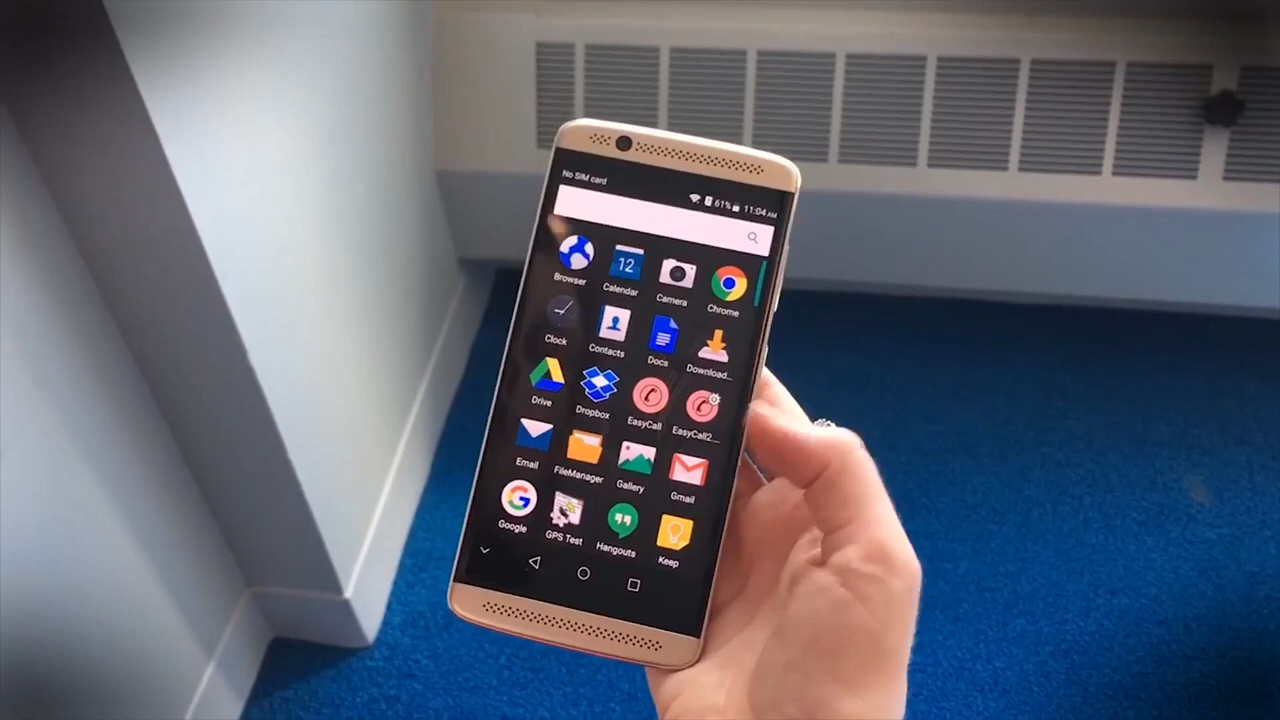 No SIM card
61% 11:04 AM
Browser Calendar Camera Chrome
12
Clock Contacts Docs Download...
Drive Dropbox EasyCall EasyCall2...
Email FileManager Gallery Gmail
Google GPS Test Hangouts Keep